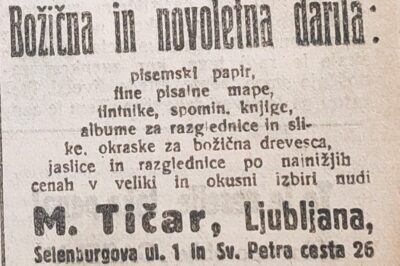 Božična in novoletna darila:
pisemski papir,
fine pisalne mape,
tintnike, spomin. knjige,
albume za razglednice in sli-
ke, okraske za božična drevesca,
jaslice in razglednice po najnižjih
cenah v veliki in okusni izbiri nudi
M. Tičar, Ljubljana,
Selenburgova ul. 1 in Sv. Petra cesta 26